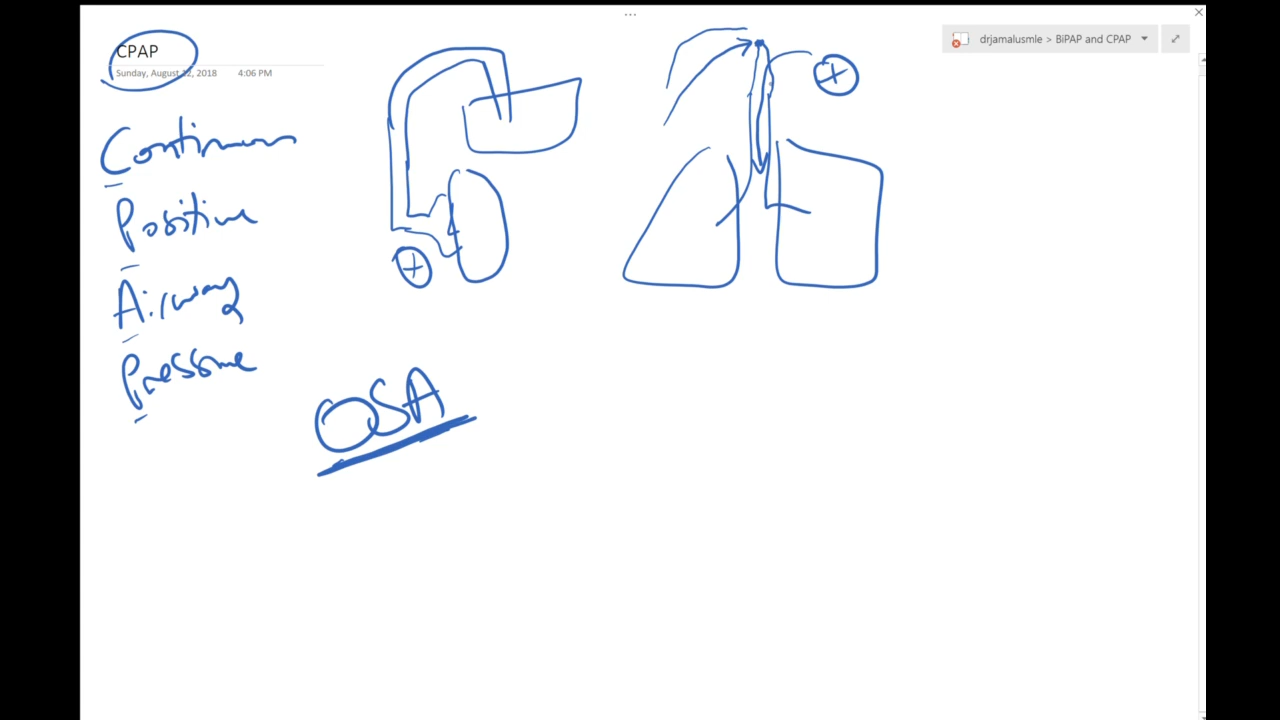 CPAP
Sunday, August 12, 2018 4:06 PM
drjamalusmle > BiPAP and CPAP
Continuous
Positive
Airway
Pressure
OSA